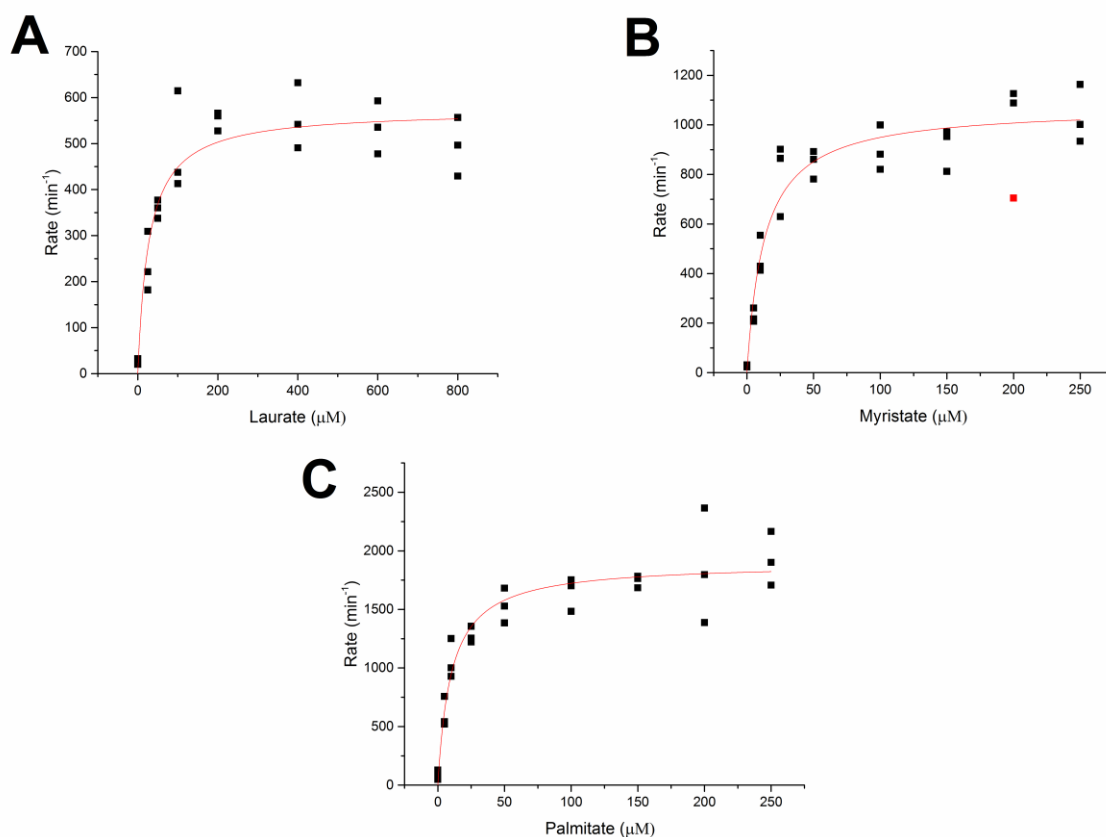 A
700
600
500
400
300
200
100
0
Rate (min⁻¹)
0 200 400 600 800
Laurate (µM)
B
1200
1000
800
600
400
200
0
Rate (min⁻¹)
0 50 100 150 200 250
Myristate (µM)
C
2500
2000
1500
1000
500
0
Rate (min⁻¹)
0 50 100 150 200 250
Palmitate (µM)